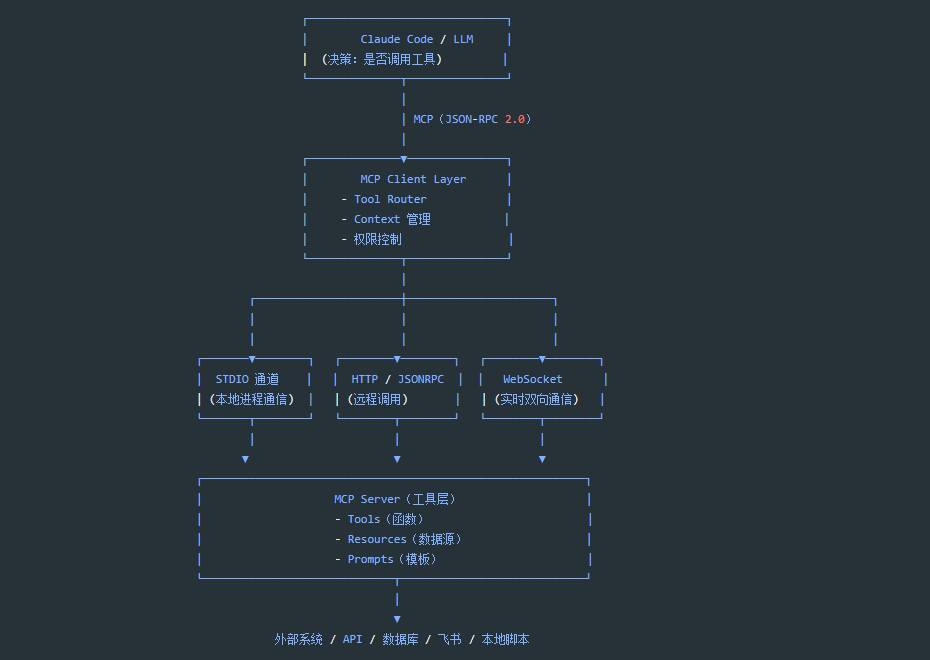 Claude Code / LLM
(决策: 是否调用工具)
MCP（JSON-RPC 2.0）
MCP Client Layer
- Tool Router
- Context 管理
- 权限控制
STDIO 通道
(本地进程通信)
HTTP / JSONRPC
(远程调用)
WebSocket
(实时双向通信)
MCP Server（工具层）
- Tools（函数）
- Resources（数据源）
- Prompts（模板）
外部系统 / API / 数据库 / 飞书 / 本地脚本